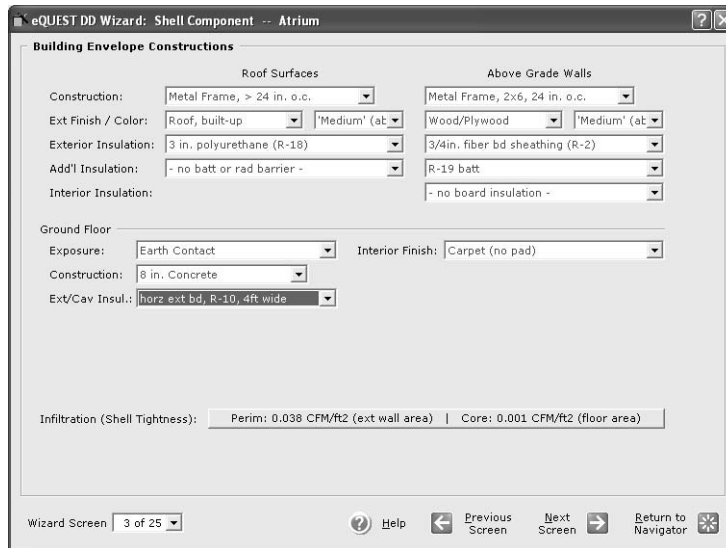 eQUEST DD Wizard: Shell Component -- Atrium
Building Envelope Constructions
Roof Surfaces Above Grade Walls
Construction: Metal Frame, > 24 in. o.c. Metal Frame, 2x6, 24 in. o.c.
Ext Finish / Color: Roof, built-up 'Medium' (ab Wood/Plywood 'Medium' (ab
Exterior Insulation: 3 in. polyurethane (R-18) 3/4in. fiber bd sheathing (R-2)
Add'l Insulation: - no batt or rad barrier - R-19 batt
Interior Insulation: - no board insulation -
Ground Floor
Exposure: Earth Contact Interior Finish: Carpet (no pad)
Construction: 8 in. Concrete
Ext/Cav Insul.: horz ext bd, R-10, 4ft wide
Infiltration (Shell Tightness): Perim: 0.038 CFM/ft2 (ext wall area) | Core: 0.001 CFM/ft2 (floor area)
Wizard Screen 3 of 25 ? Help Previous Screen Next Screen Return to Navigator